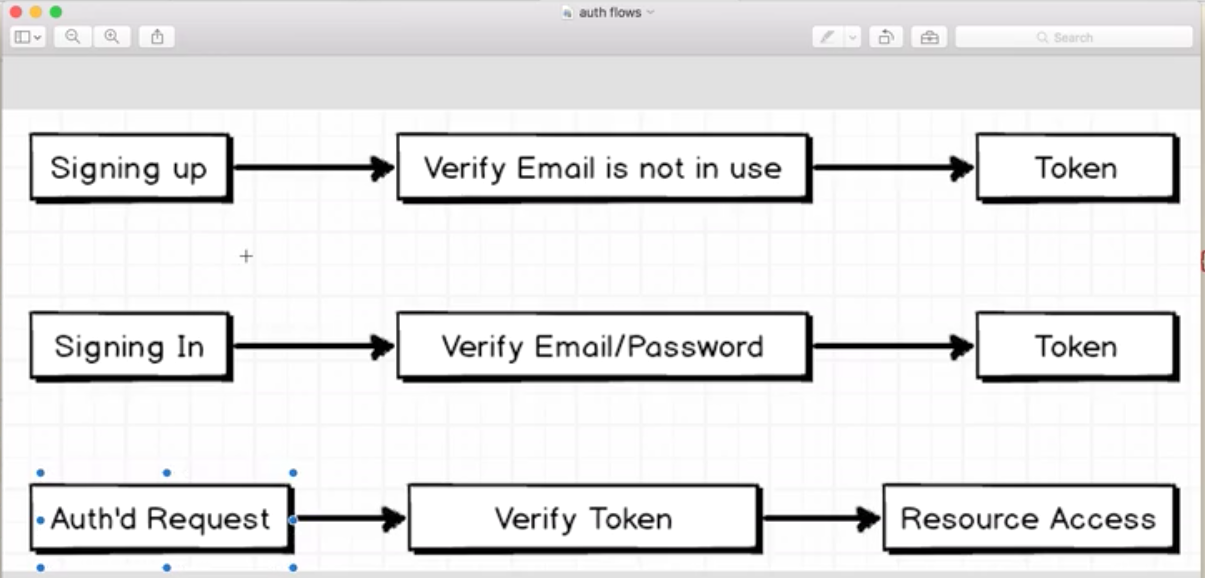 auth flows
Search
Signing up
Verify Email is not in use
Token
Signing In
Verify Email/Password
Token
Auth'd Request
Verify Token
Resource Access